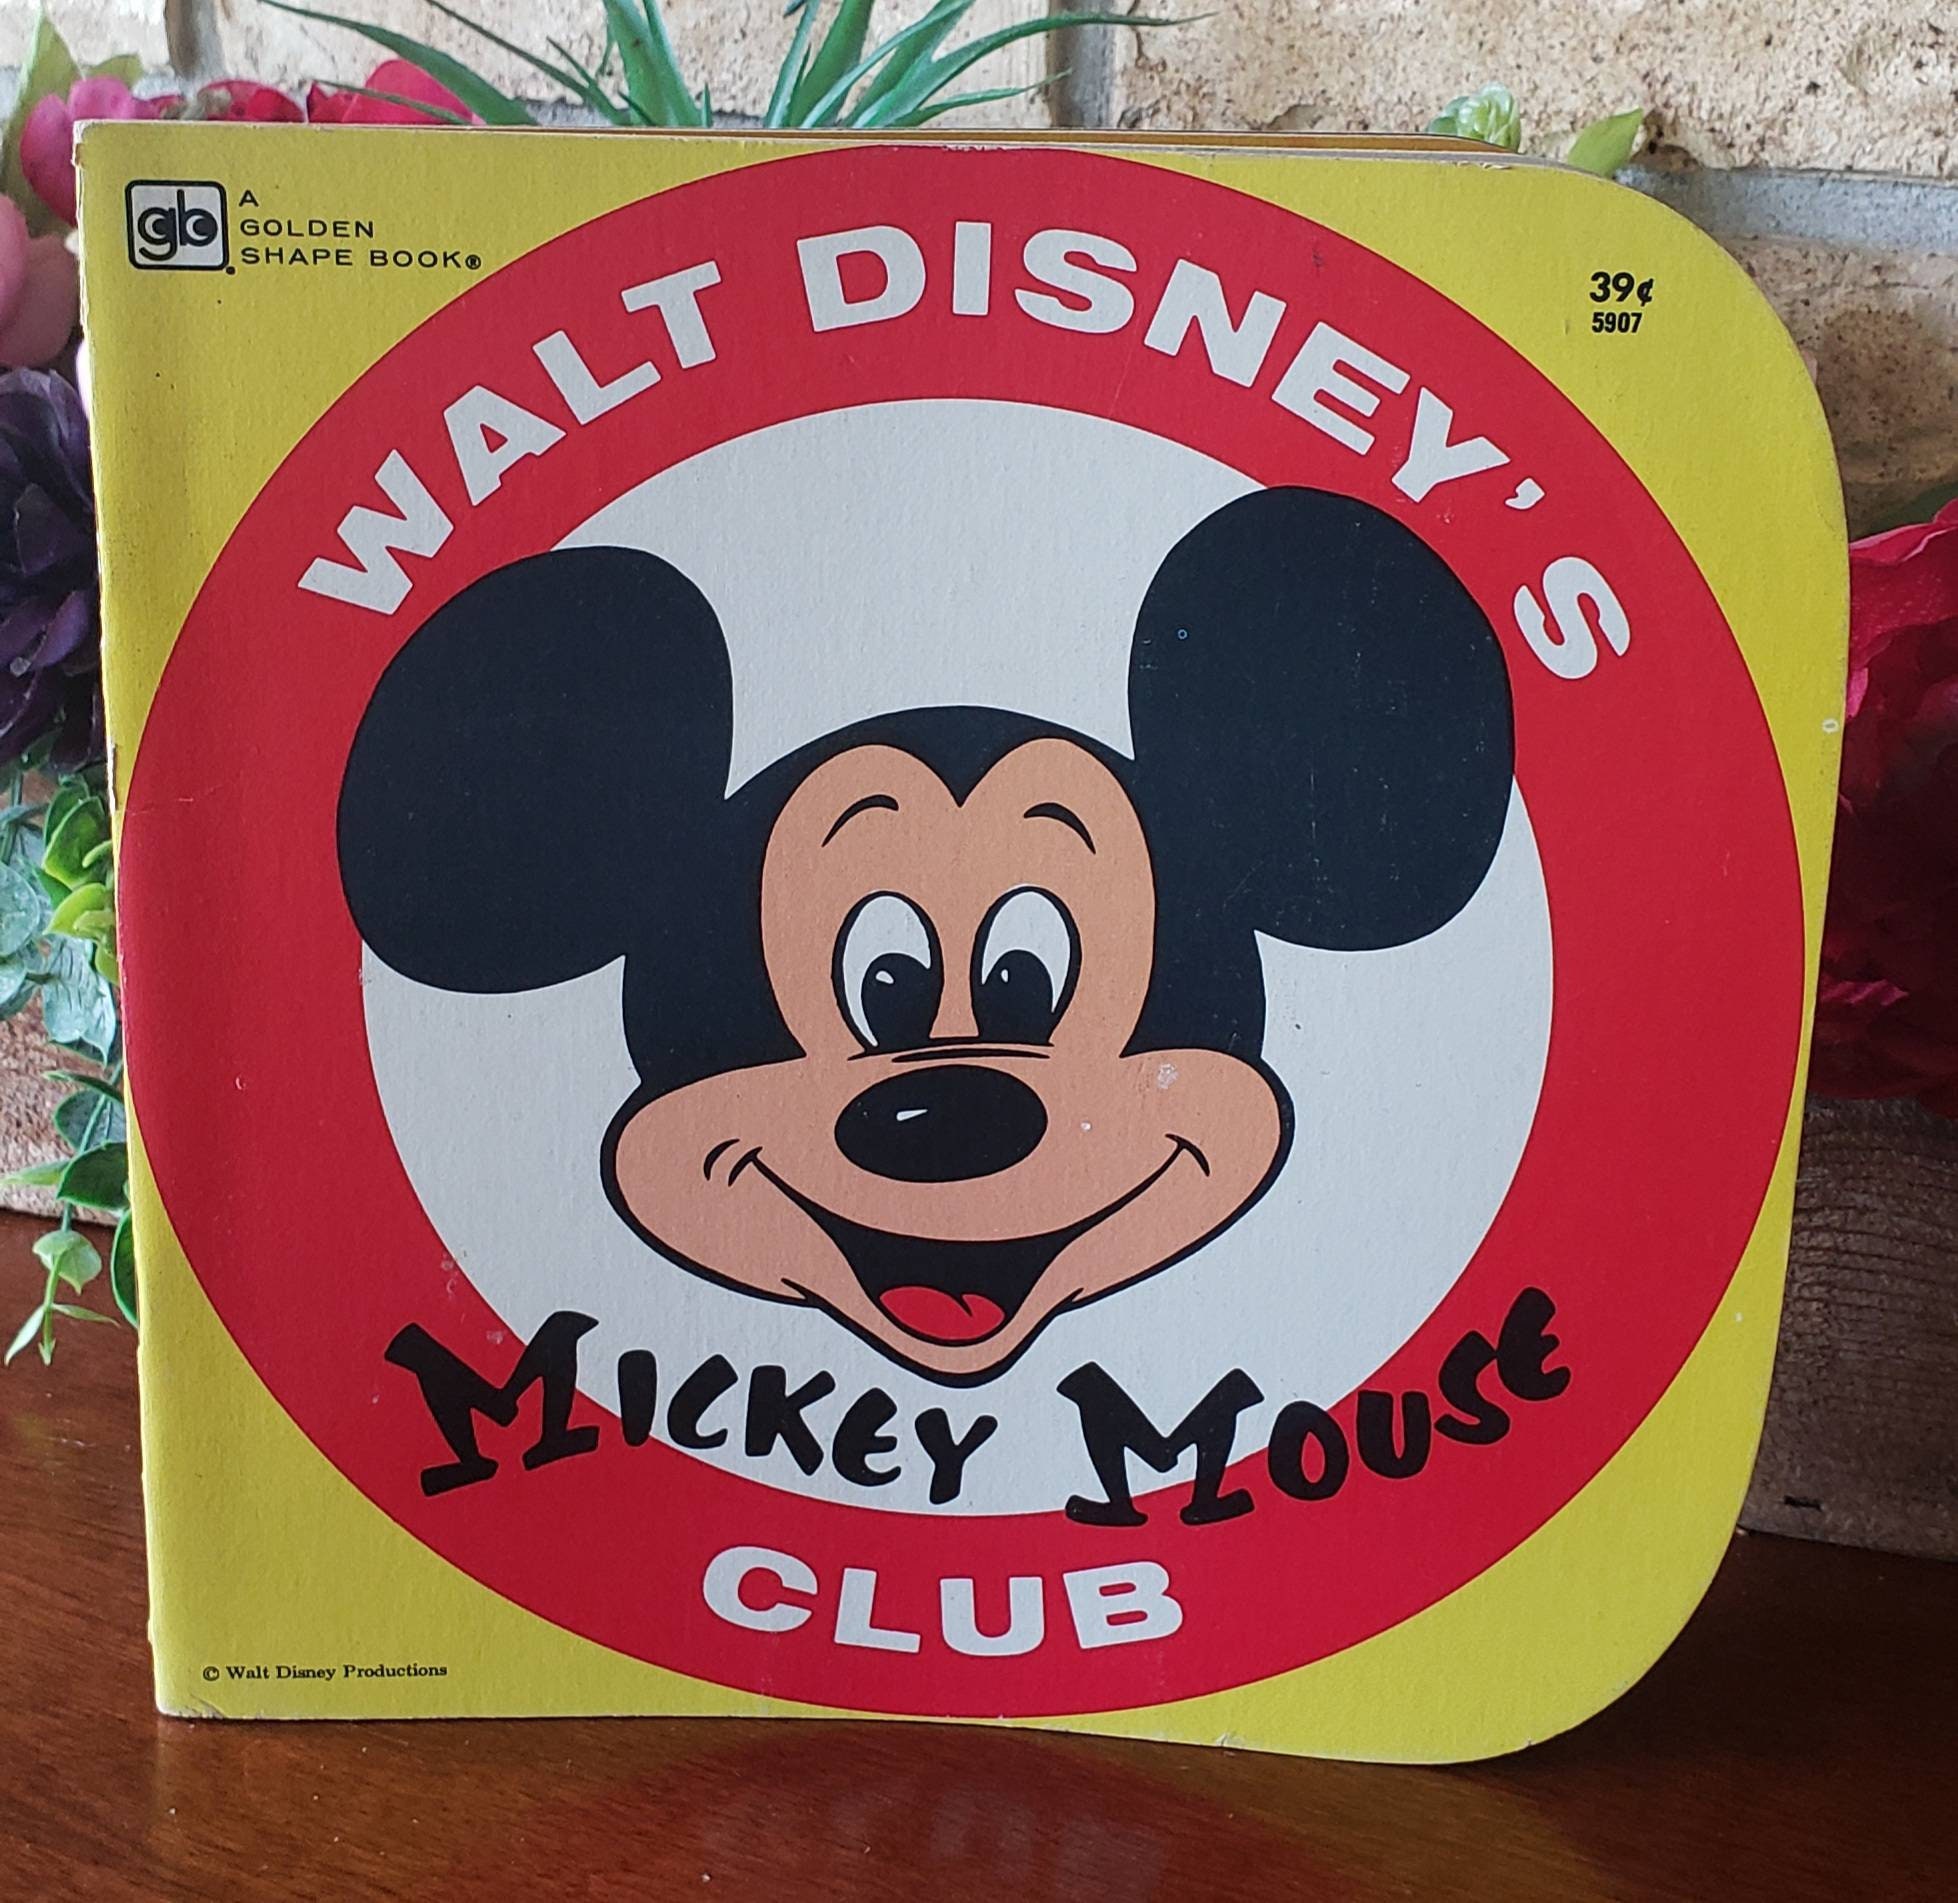 gb
A
GOLDEN
SHAPE BOOK®
39¢
5907
WALT DISNEY'S
MICKEY MOUSE
CLUB
© Walt Disney Productions